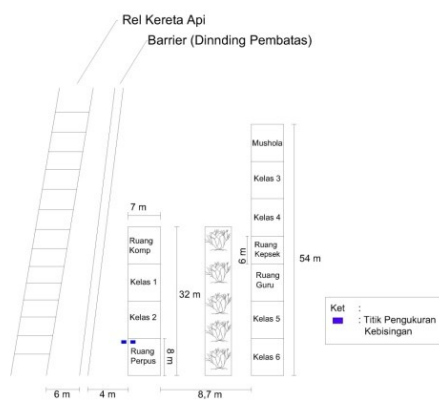 Rel Kereta Api
Barrier (Dinnding Pembatas)
Mushola
Kelas 3
Kelas 4
Ruang
Kepsek
Ruang
Guru
Kelas 5
Kelas 6
6 m
54 m
7 m
Ruang
Komp
Kelas 1
Kelas 2
Ruang
Perpus
32 m
8 m
6 m
4 m
8,7 m
Ket :
: Titik Pengukuran
Kebisingan